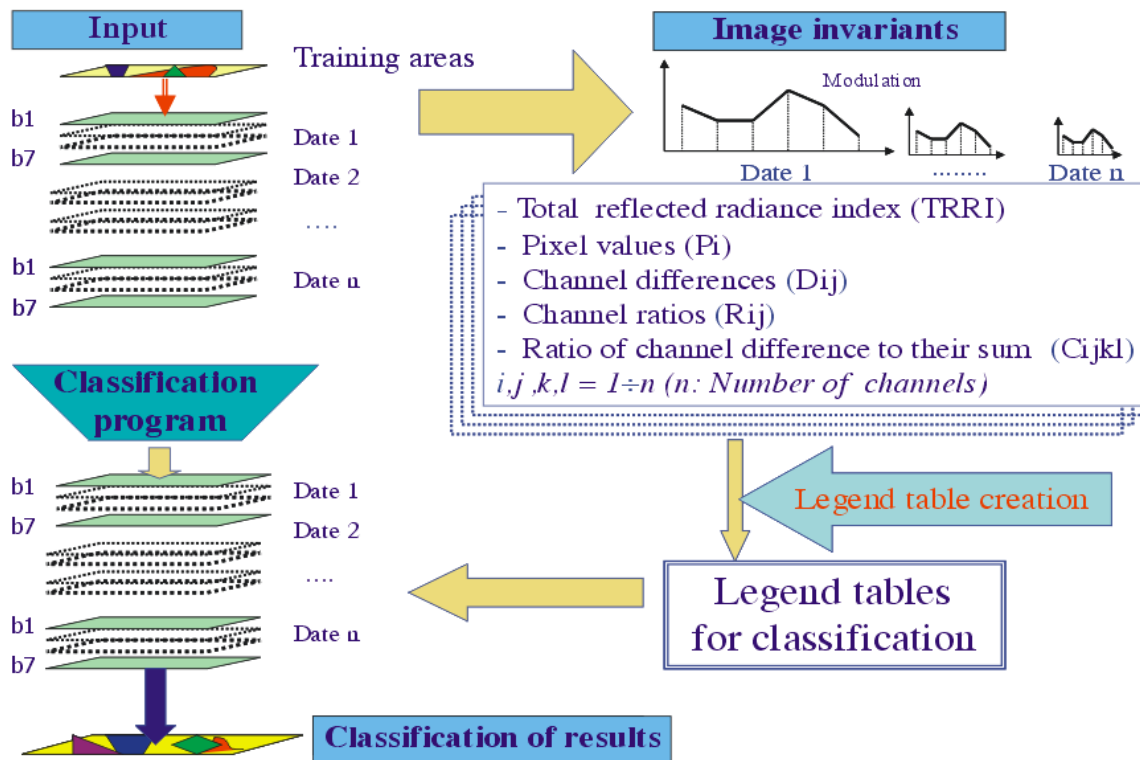 Input
Training areas
b1
Date 1
b7
Date 2
....
b1
Date n
b7
Image invariants
Modulation
Date 1
.........
Date n
- Total reflected radiance index (TRRI)
- Pixel values (Pi)
- Channel differences (Dij)
- Channel ratios (Rij)
- Ratio of channel difference to their sum (Cijkl)
i,j ,k,l = 1÷n (n: Number of channels)
Legend table creation
Legend tables
for classification
Classification
program
b1
Date 1
b7
Date 2
....
b1
Date n
b7
Classification of results